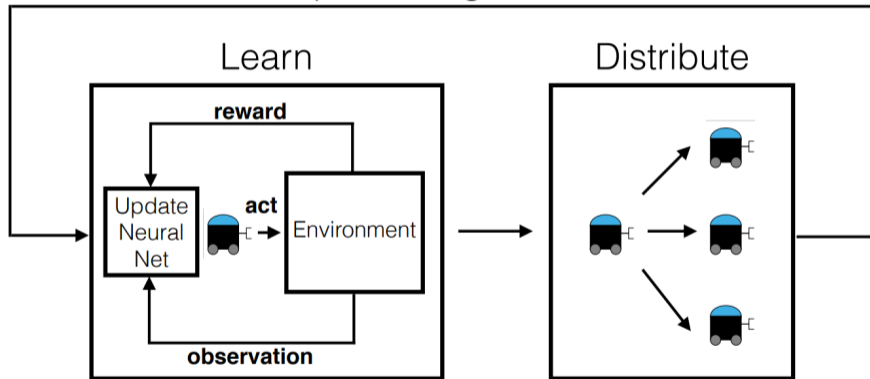 Learn
Distribute
reward
Update
Neural
Net
act
Environment
observation